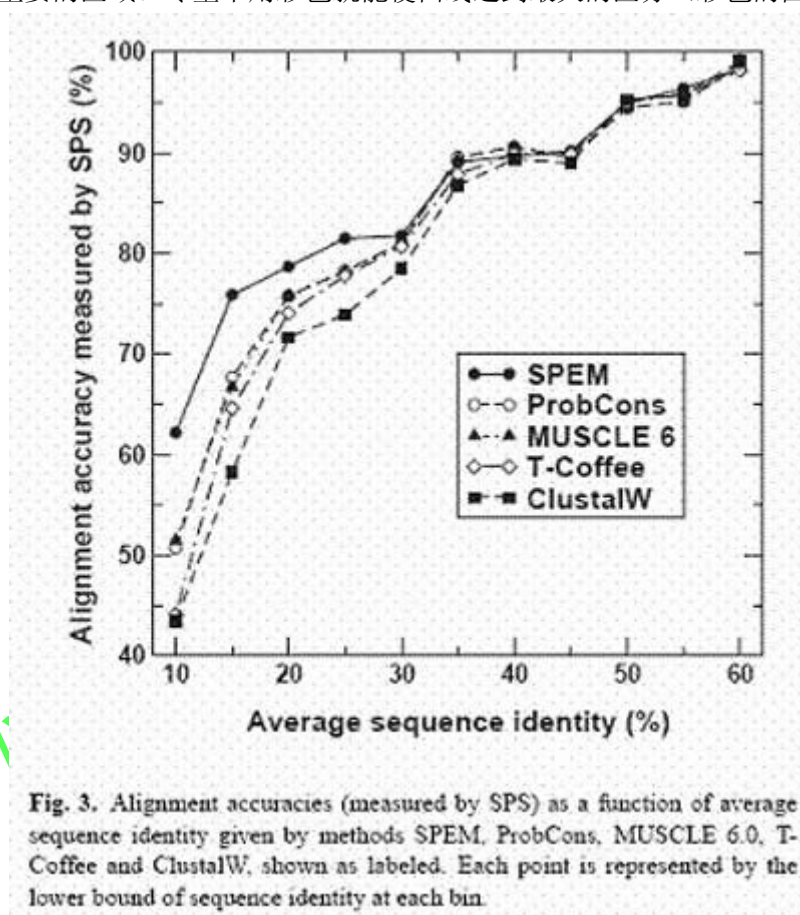 100
90
80
70
60
50
40
10 20 30 40 50 60
Alignment accuracy measured by SPS (%)
SPEM
ProbCons
MUSCLE 6
T-Coffee
ClustalW
Average sequence identity (%)
Fig. 3. Alignment accuracies (measured by SPS) as a function of average
sequence identity given by methods SPEM, ProbCons, MUSCLE 6.0, T-
Coffee and ClustalW, shown as labeled. Each point is represented by the
lower bound of sequence identity at each bin.